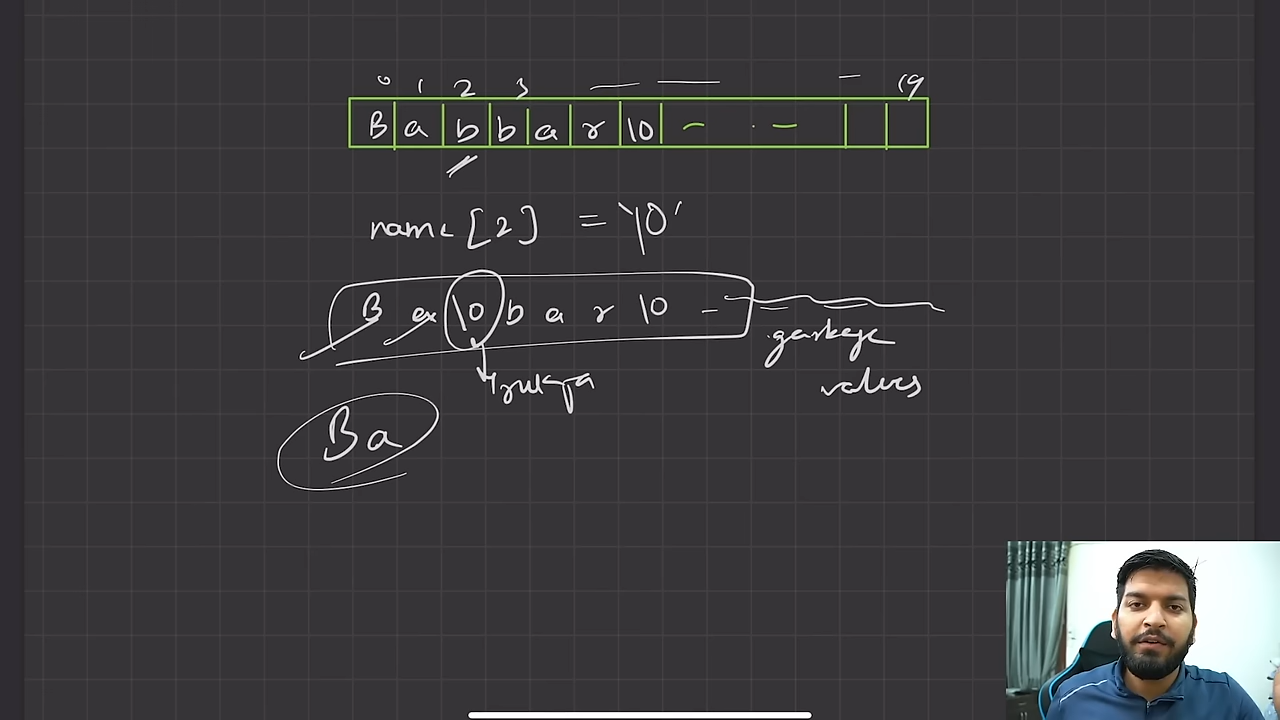 0 1 2 3 — — — 19
B a b b a r \0 - -
name[2] = '\0'
B a \0 b a r \0 -
garbage
values
Ba